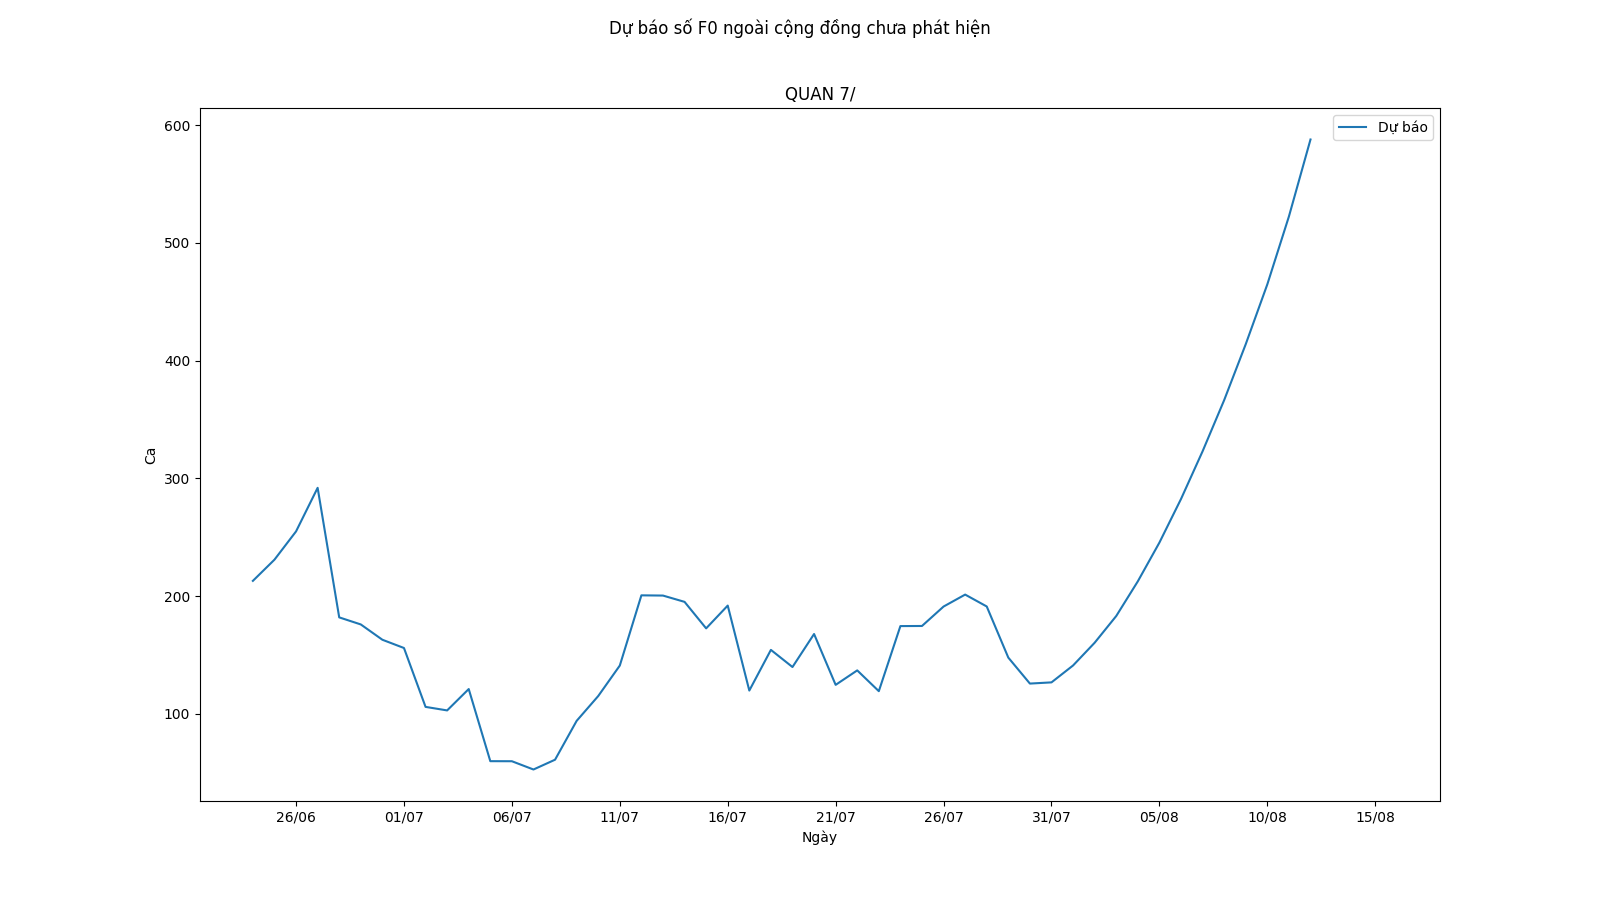 Dự báo số F0 ngoài cộng đồng chưa phát hiện
QUAN 7/
Dự báo
600
500
400
300
200
100
Ca
26/06 01/07 06/07 11/07 16/07 21/07 26/07 31/07 05/08 10/08 15/08
Ngày